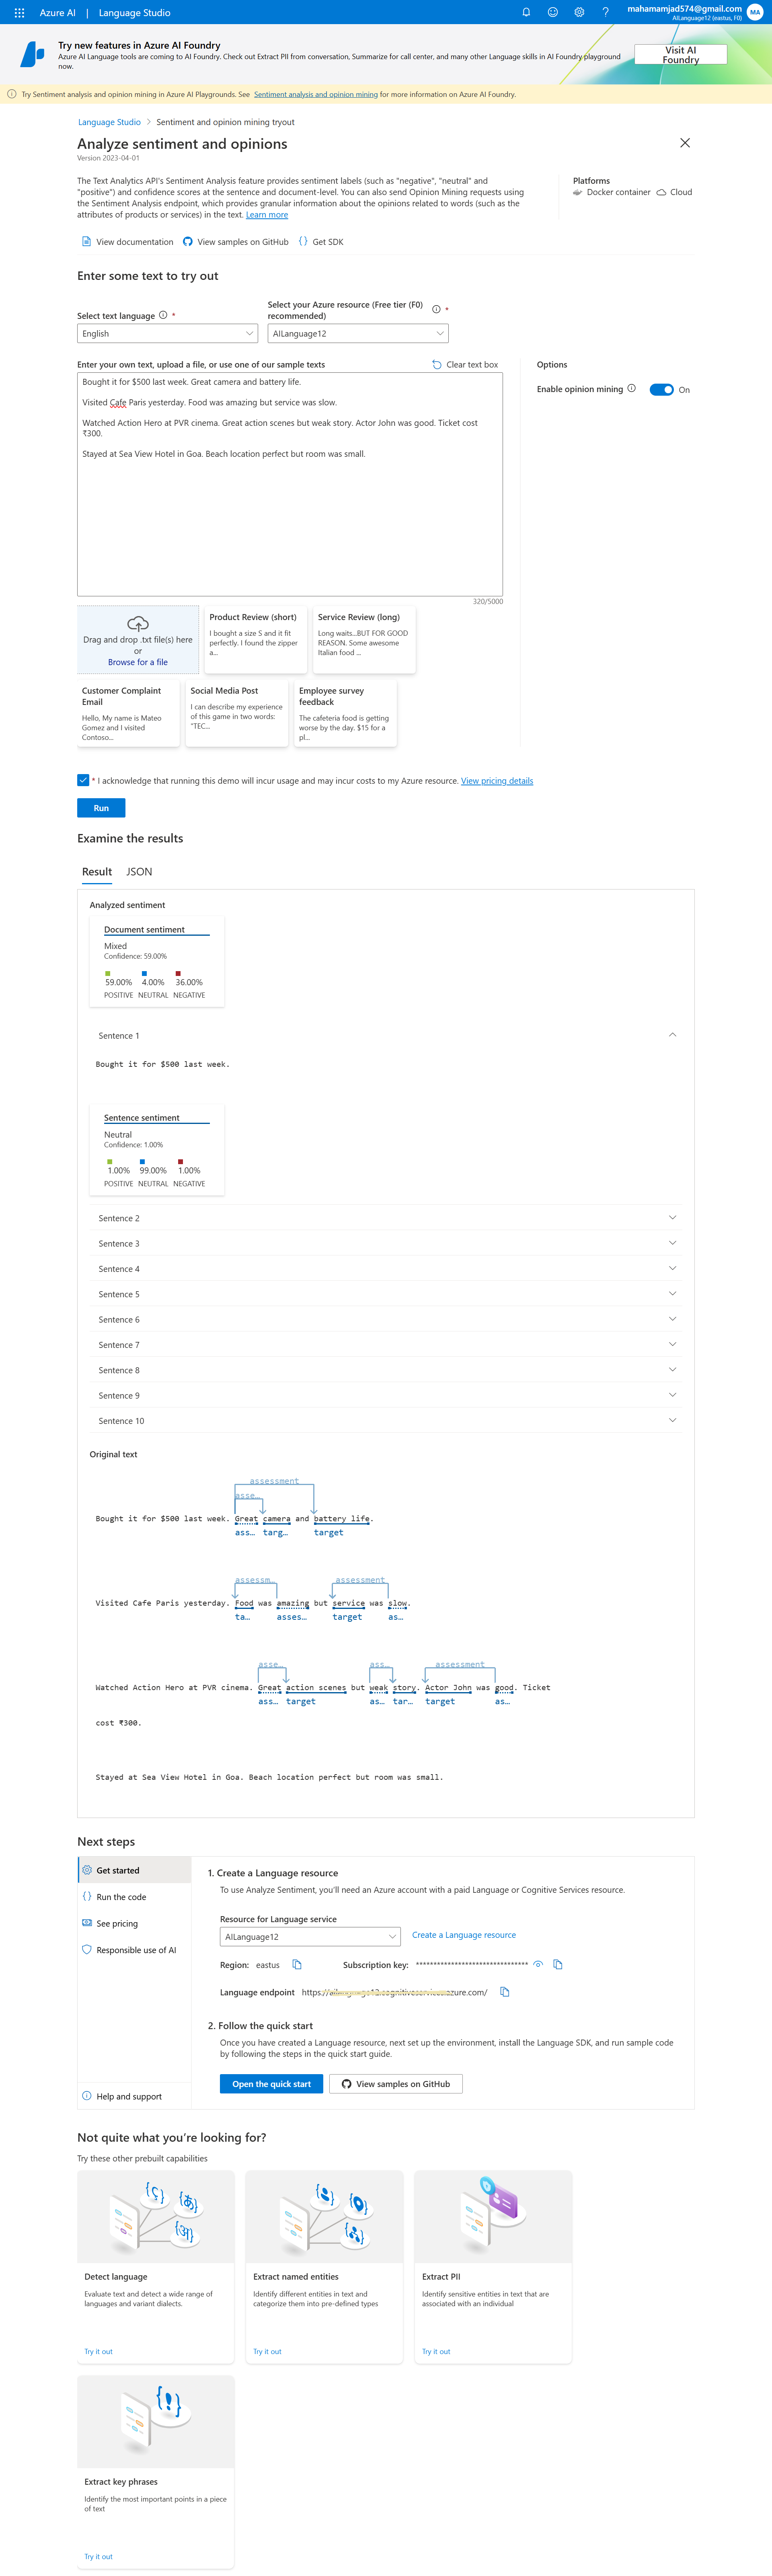 Azure AI | Language Studio
mahamamjad574@gmail.com
AILanguage12 (eastus, F0)
MA
Try new features in Azure AI Foundry
Azure AI Language tools are coming to AI Foundry. Check out Extract PII from conversation, Summarize for call center, and many other Language skills in AI Foundry playground
now.
Visit AI
Foundry
Try Sentiment analysis and opinion mining in Azure AI Playgrounds. See Sentiment analysis and opinion mining for more information on Azure AI Foundry.
Language Studio > Sentiment and opinion mining tryout
Analyze sentiment and opinions
Version 2023-04-01
The Text Analytics API's Sentiment Analysis feature provides sentiment labels (such as "negative", "neutral" and
"positive") and confidence scores at the sentence and document-level. You can also send Opinion Mining requests using
the Sentiment Analysis endpoint, which provides granular information about the opinions related to words (such as the
attributes of products or services) in the text. Learn more
Platforms
Docker container Cloud
View documentation View samples on GitHub Get SDK
Enter some text to try out
Select text language *
Select your Azure resource (Free tier (F0)
recommended) *
English
AILanguage12
Enter your own text, upload a file, or use one of our sample texts
Clear text box
Options
Enable opinion mining On
Bought it for $500 last week. Great camera and battery life.
Visited Cafe Paris yesterday. Food was amazing but service was slow.
Watched Action Hero at PVR cinema. Great action scenes but weak story. Actor John was good. Ticket cost
₹300.
Stayed at Sea View Hotel in Goa. Beach location perfect but room was small.
320/5000
Drag and drop .txt file(s) here
or
Browse for a file
Product Review (short)
I bought a size S and it fit
perfectly. I found the zipper
a...
Service Review (long)
Long waits...BUT FOR GOOD
REASON. Some awesome
Italian food ...
Customer Complaint
Email
Hello. My name is Mateo
Gomez and I visited
Contoso...
Social Media Post
I can describe my experience
of this game in two words:
"TEC...
Employee survey
feedback
The cafeteria food is getting
worse by the day. $15 for a
pl...
* I acknowledge that running this demo will incur usage and may incur costs to my Azure resource. View pricing details
Run
Examine the results
Result JSON
Analyzed sentiment
Document sentiment
Mixed
Confidence: 59.00%
59.00% 4.00% 36.00%
POSITIVE NEUTRAL NEGATIVE
Sentence 1
Bought it for $500 last week.
Sentence sentiment
Neutral
Confidence: 1.00%
1.00% 99.00% 1.00%
POSITIVE NEUTRAL NEGATIVE
Sentence 2
Sentence 3
Sentence 4
Sentence 5
Sentence 6
Sentence 7
Sentence 8
Sentence 9
Sentence 10
Original text
assessment
asse...
Bought it for $500 last week. Great camera and battery life.
ass... targ... target
assessm... assessment
Visited Cafe Paris yesterday. Food was amazing but service was slow.
ta... asses... target as...
asse... ass... assessment
Watched Action Hero at PVR cinema. Great action scenes but weak story. Actor John was good. Ticket
ass... target as... tar... target as...
cost ₹300.
Stayed at Sea View Hotel in Goa. Beach location perfect but room was small.
Next steps
Get started
Run the code
See pricing
Responsible use of AI
Help and support
1. Create a Language resource
To use Analyze Sentiment, you'll need an Azure account with a paid Language or Cognitive Services resource.
Resource for Language service
AILanguage12
Create a Language resource
Region: eastus Subscription key: ********************************
Language endpoint https://ailanguage12.cognitiveservices.azure.com/
2. Follow the quick start
Once you have created a Language resource, next set up the environment, install the Language SDK, and run sample code
by following the steps in the quick start guide.
Open the quick start
View samples on GitHub
Not quite what you're looking for?
Try these other prebuilt capabilities
Detect language
Evaluate text and detect a wide range of
languages and variant dialects.
Try it out
Extract named entities
Identify different entities in text and
categorize them into pre-defined types
Try it out
Extract PII
Identify sensitive entities in text that are
associated with an individual
Try it out
Extract key phrases
Identify the most important points in a piece
of text
Try it out